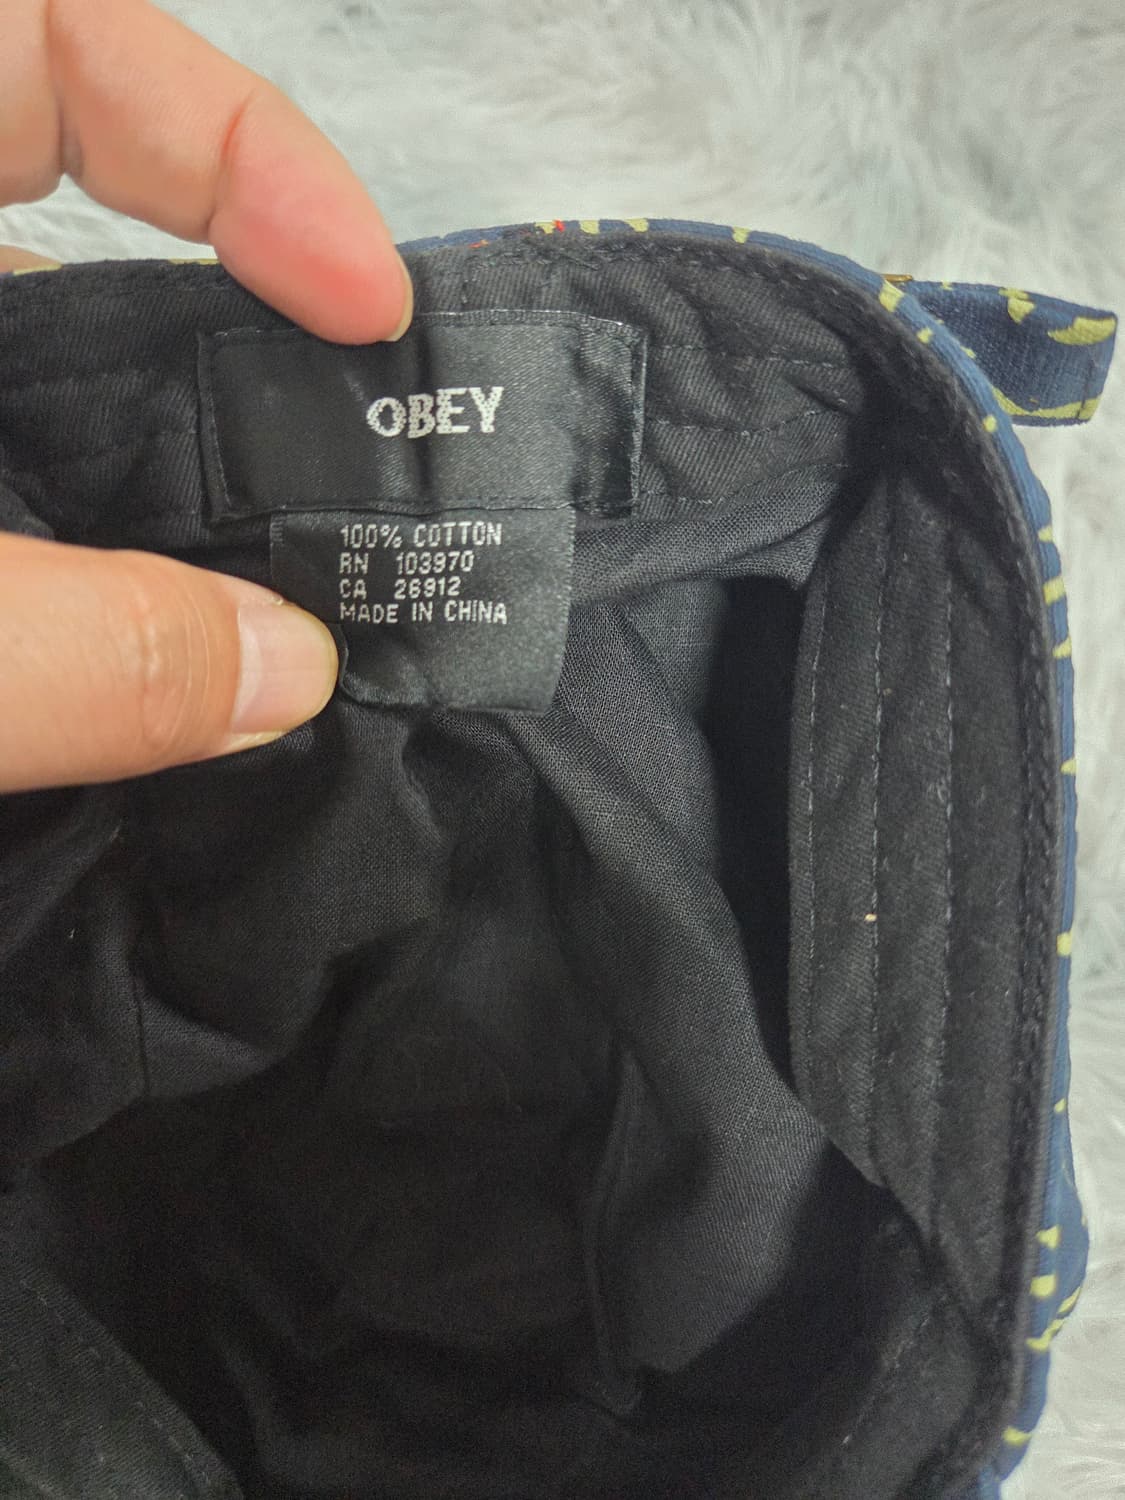 OBEY
100% COTTON
RN 103970
CA 26912
MADE IN CHINA